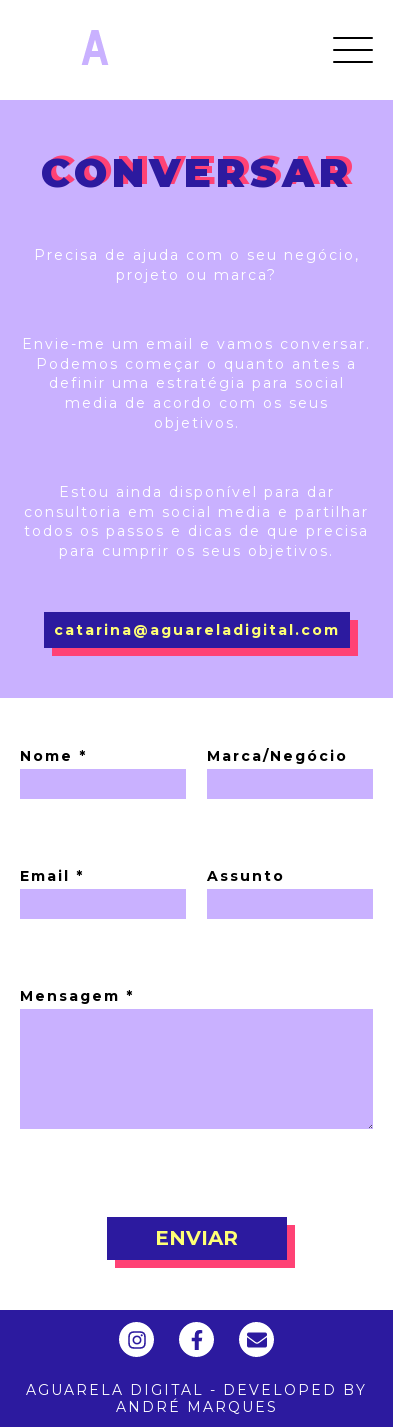 A
CONVERSAR
Precisa de ajuda com o seu negócio,
projeto ou marca?
Envie-me um email e vamos conversar.
Podemos começar o quanto antes a
definir uma estratégia para social
media de acordo com os seus
objetivos.
Estou ainda disponível para dar
consultoria em social media e partilhar
todos os passos e dicas de que precisa
para cumprir os seus objetivos.
catarina@aguareladigital.com
Nome * Marca/Negócio
Email * Assunto
Mensagem *
ENVIAR
AGUARELA DIGITAL - DEVELOPED BY
ANDRÉ MARQUES